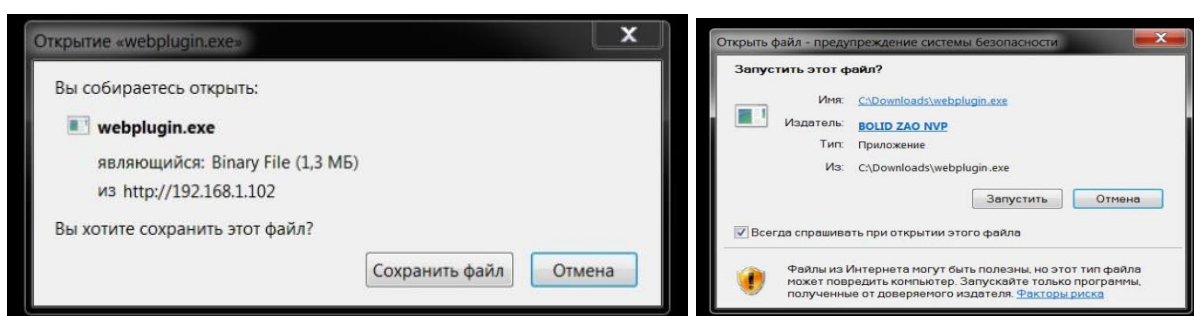 Открытие «webplugin.exe»
Вы собираетесь открыть:
webplugin.exe
являющийся: Binary File (1,3 МБ)
из http://192.168.1.102
Вы хотите сохранить этот файл?
Сохранить файл
Отмена
Открыть файл - предупреждение системы безопасности
Запустить этот файл?
Имя: C:\Downloads\webplugin.exe
Издатель: BOLID ZAO NVP
Тип: Приложение
Из: C:\Downloads\webplugin.exe
Запустить
Отмена
Всегда спрашивать при открытии этого файла
Файлы из Интернета могут быть полезны, но этот тип файла
может повредить компьютер. Запускайте только программы,
полученные от доверяемого издателя. Факторы риска